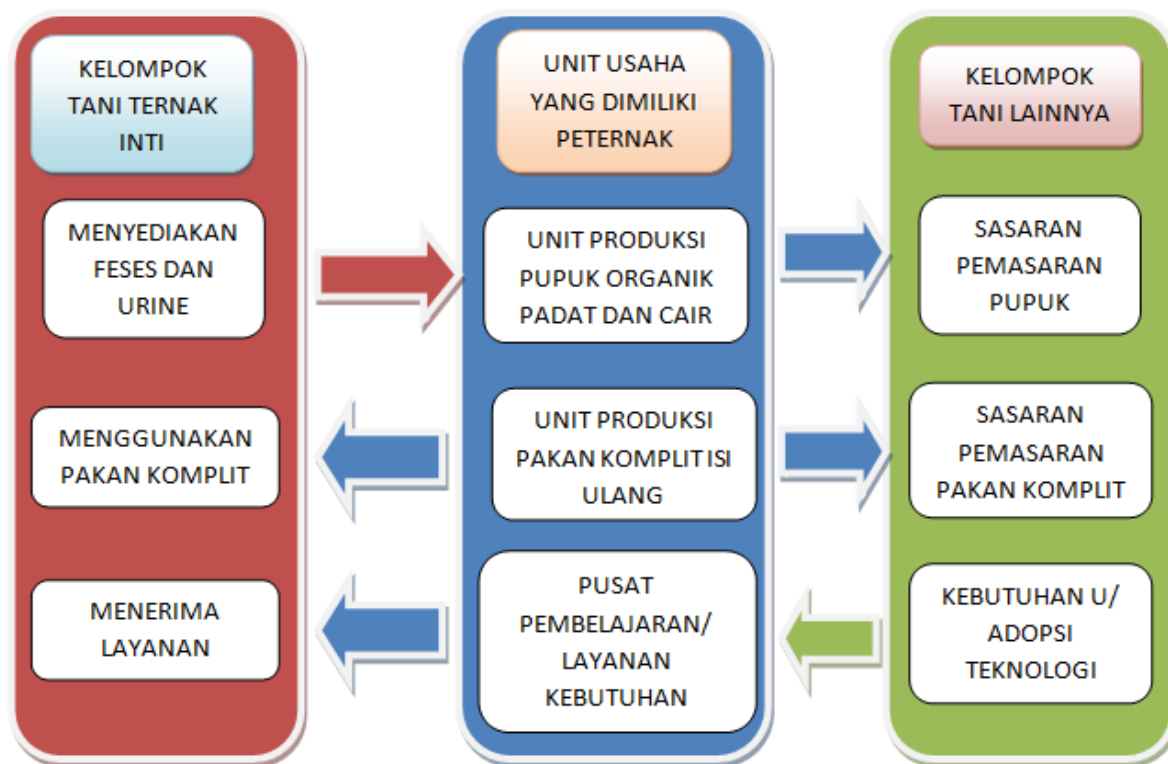 KELOMPOK
TANI TERNAK
INTI
MENYEDIAKAN
FESES DAN
URINE
MENGGUNAKAN
PAKAN KOMPLIT
MENERIMA
LAYANAN
UNIT USAHA
YANG DIMILIKI
PETERNAK
UNIT PRODUKSI
PUPUK ORGANIK
PADAT DAN CAIR
UNIT PRODUKSI
PAKAN KOMPLIT ISI
ULANG
PUSAT
PEMBELAJARAN/
LAYANAN
KEBUTUHAN
KELOMPOK
TANI LAINNYA
SASARAN
PEMASARAN
PUPUK
SASARAN
PEMASARAN
PAKAN KOMPLIT
KEBUTUHAN U/
ADOPSI
TEKNOLOGI